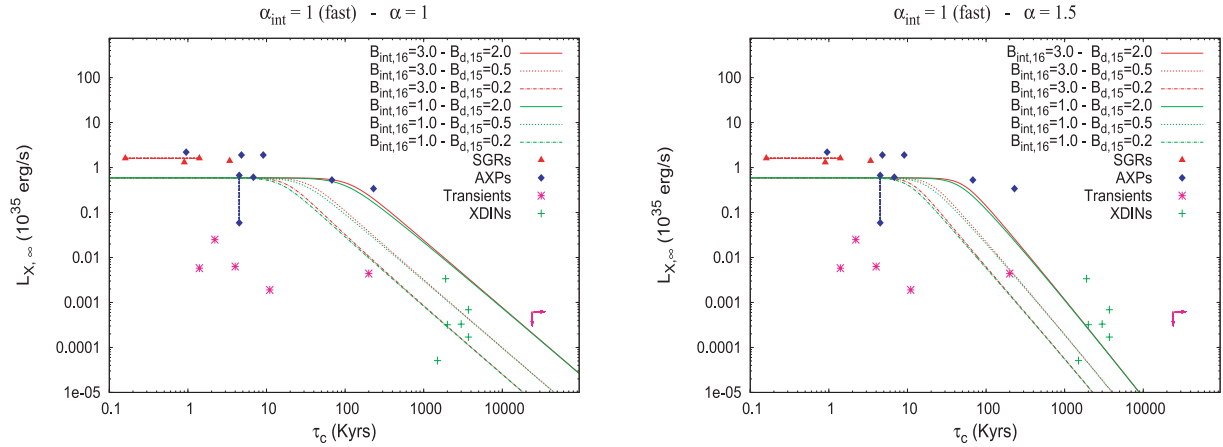 α_int = 1 (fast) - α = 1
L_X, ∞ (10^35 erg/s)
100
10
1
0.1
0.01
0.001
0.0001
1e-05
0.1 1 10 100 1000 10000
τ_c (Kyrs)
B_int,16=3.0 - B_d,15=2.0
B_int,16=3.0 - B_d,15=0.5
B_int,16=3.0 - B_d,15=0.2
B_int,16=1.0 - B_d,15=2.0
B_int,16=1.0 - B_d,15=0.5
B_int,16=1.0 - B_d,15=0.2
SGRs
AXPs
Transients
XDINs
α_int = 1 (fast) - α = 1.5
L_X,∞ (10^35 erg/s)
100
10
1
0.1
0.01
0.001
0.0001
1e-05
0.1 1 10 100 1000 10000
τ_c (Kyrs)
B_int,16=3.0 - B_d,15=2.0
B_int,16=3.0 - B_d,15=0.5
B_int,16=3.0 - B_d,15=0.2
B_int,16=1.0 - B_d,15=2.0
B_int,16=1.0 - B_d,15=0.5
B_int,16=1.0 - B_d,15=0.2
SGRs
AXPs
Transients
XDINs